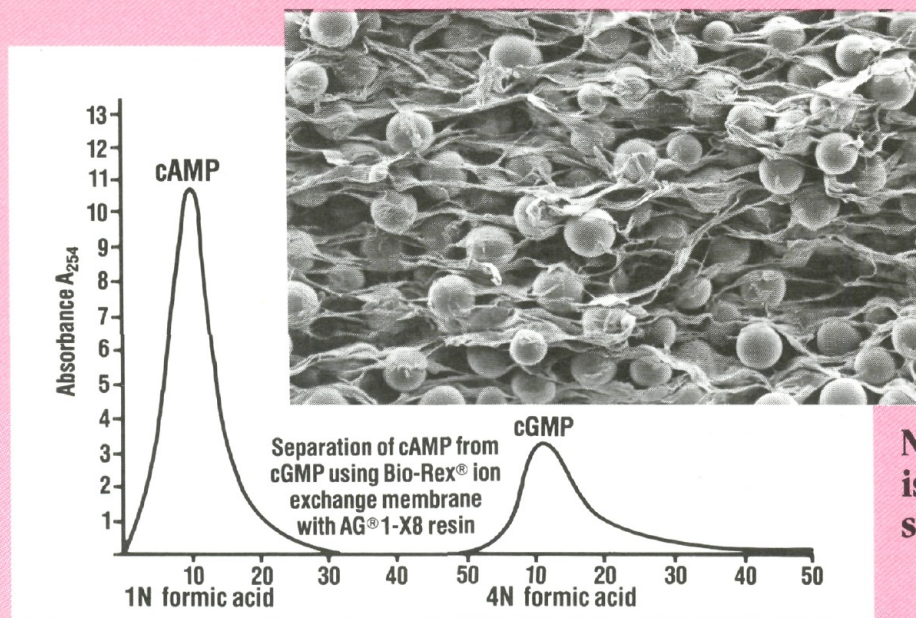 13
12
11
10
9
8
7
6
5
4
3
2
1
Absorbance A₂₅₄
cAMP
Separation of cAMP from
cGMP using Bio-Rex® ion
exchange membrane
with AG® 1-X8 resin
cGMP
10 20 30 40 50 10 20 30 40 50
1N formic acid 4N formic acid